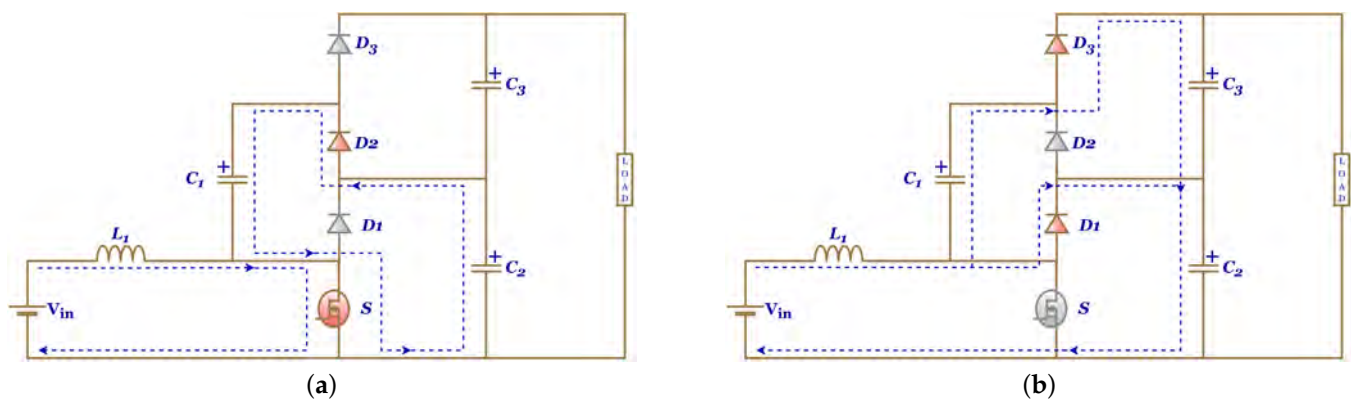 D3
+
C3
+
D2
C1
D1
L1
+
C2
Vin
S
LOAD
(a)
D3
+
C3
+
D2
C1
D1
L1
+
C2
Vin
S
LOAD
(b)